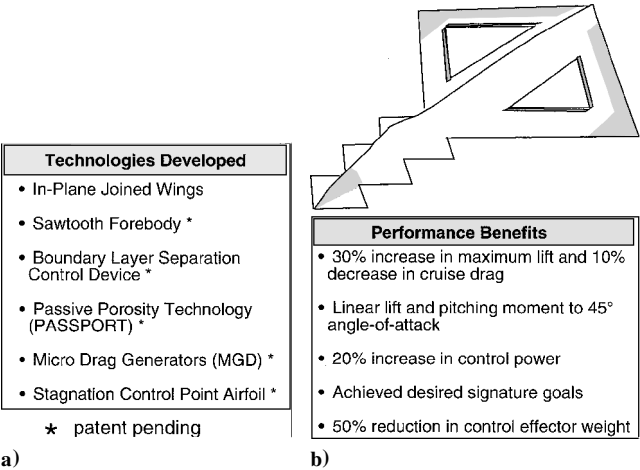 Technologies Developed
• In-Plane Joined Wings
• Sawtooth Forebody *
• Boundary Layer Separation
Control Device *
• Passive Porosity Technology
(PASSPORT) *
• Micro Drag Generators (MGD) *
• Stagnation Control Point Airfoil *
* patent pending
a)
Performance Benefits
• 30% increase in maximum lift and 10%
decrease in cruise drag
• Linear lift and pitching moment to 45°
angle-of-attack
• 20% increase in control power
• Achieved desired signature goals
• 50% reduction in control effector weight
b)